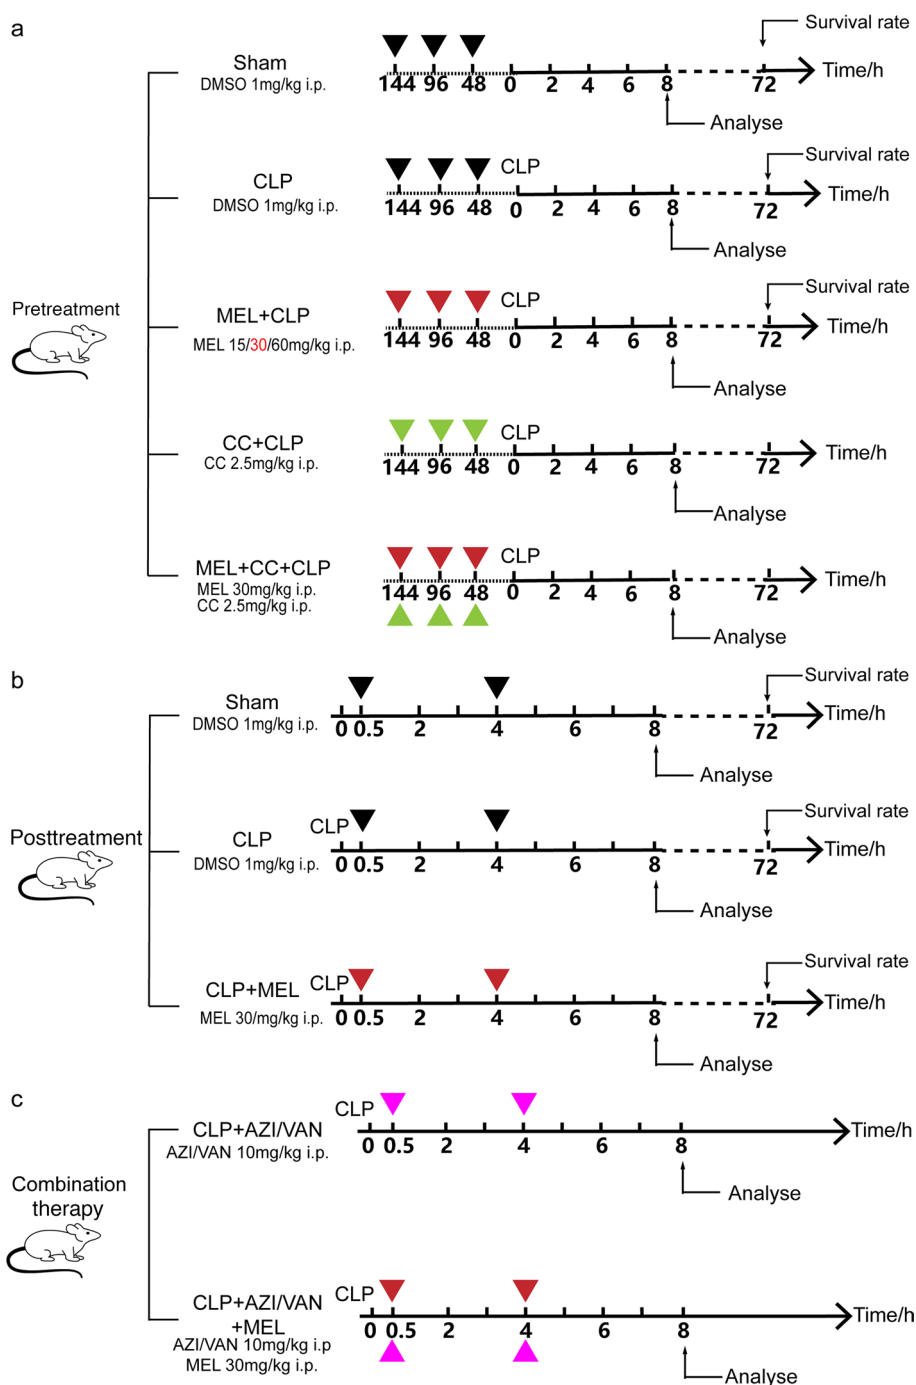 a
Survival rate
Sham
DMSO 1mg/kg i.p.
144 96 48 0 2 4 6 8 72 Time/h
Analyse
Survival rate
CLP
CLP
DMSO 1mg/kg i.p.
144 96 48 0 2 4 6 8 72 Time/h
Analyse
Pretreatment
Survival rate
CLP
MEL+CLP
MEL 15/30/60mg/kg i.p.
144 96 48 0 2 4 6 8 72 Time/h
Analyse
CLP
CC+CLP
CC 2.5mg/kg i.p.
144 96 48 0 2 4 6 8 72 Time/h
Analyse
CLP
MEL+CC+CLP
MEL 30mg/kg i.p.
CC 2.5mg/kg i.p.
144 96 48 0 2 4 6 8 72 Time/h
Analyse
b
Survival rate
Sham
DMSO 1mg/kg i.p.
0 0.5 2 4 6 8 72 Time/h
Analyse
Posttreatment
Survival rate
CLP
CLP
DMSO 1mg/kg i.p.
0 0.5 2 4 6 8 72 Time/h
Analyse
Survival rate
CLP+MEL
CLP
MEL 30/mg/kg i.p.
0 0.5 2 4 6 8 72 Time/h
Analyse
c
CLP
CLP+AZI/VAN
AZI/VAN 10mg/kg i.p.
0 0.5 2 4 6 8 Time/h
Analyse
Combination
therapy
CLP
CLP+AZI/VAN
+MEL
AZI/VAN 10mg/kg i.p
MEL 30mg/kg i.p.
0 0.5 2 4 6 8 Time/h
Analyse